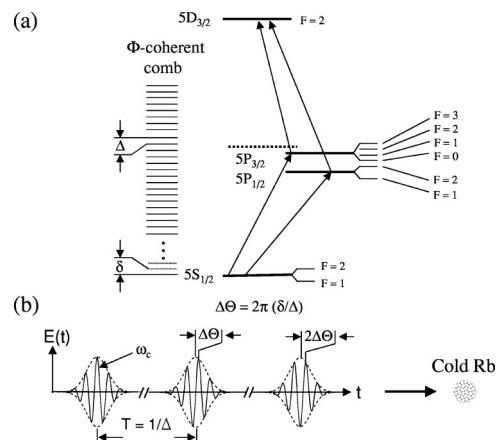 (a)
5D3/2
F = 2
Φ-coherent
comb
F = 3
F = 2
F = 1
F = 0
Δ
5P3/2
5P1/2
F = 2
F = 1
δ
5S1/2
F = 2
F = 1
ΔΘ = 2π (δ/Δ)
(b)
E(t)
ωc
ΔΘ
2ΔΘ
t
Cold Rb
T = 1/Δ